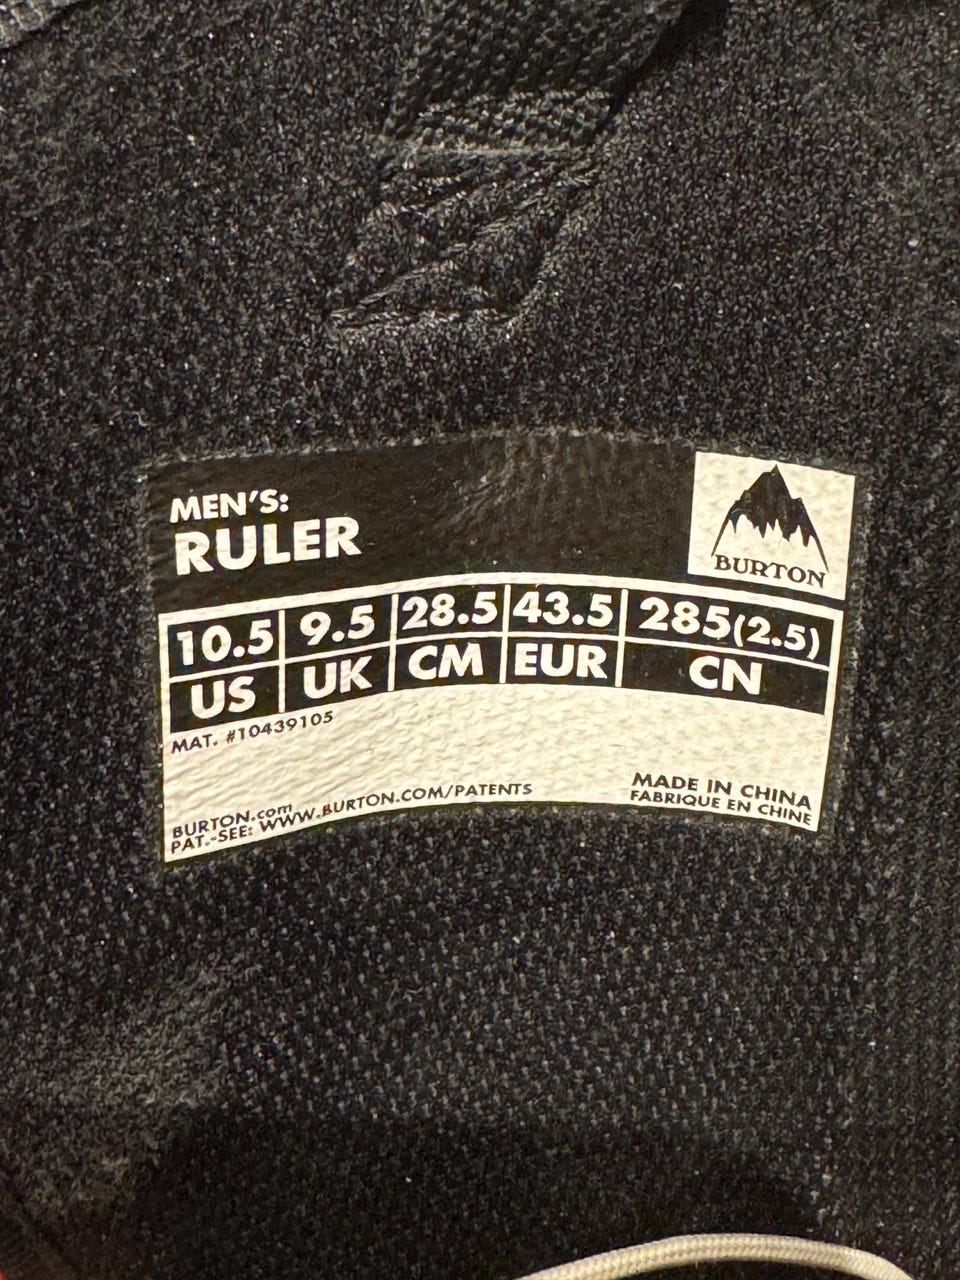 MEN'S:
RULER
BURTON
10.5 9.5 28.5 43.5 285(2.5)
US UK CM EUR CN
MAT. #10439105
BURTON.com
PAT.-SEE: WWW.BURTON.COM/PATENTS
MADE IN CHINA
FABRIQUE EN CHINE